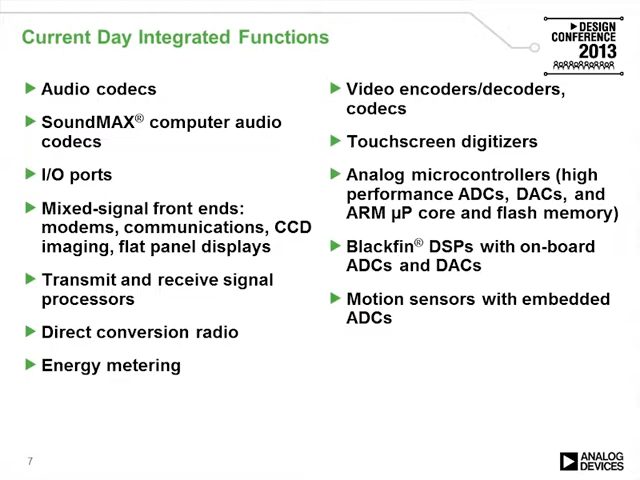 Current Day Integrated Functions
DESIGN
CONFERENCE
2013
Audio codecs
SoundMAX® computer audio
codecs
I/O ports
Mixed-signal front ends:
modems, communications, CCD
imaging, flat panel displays
Transmit and receive signal
processors
Direct conversion radio
Energy metering
Video encoders/decoders,
codecs
Touchscreen digitizers
Analog microcontrollers (high
performance ADCs, DACs, and
ARM µP core and flash memory)
Blackfin® DSPs with on-board
ADCs and DACs
Motion sensors with embedded
ADCs
7
ANALOG
DEVICES